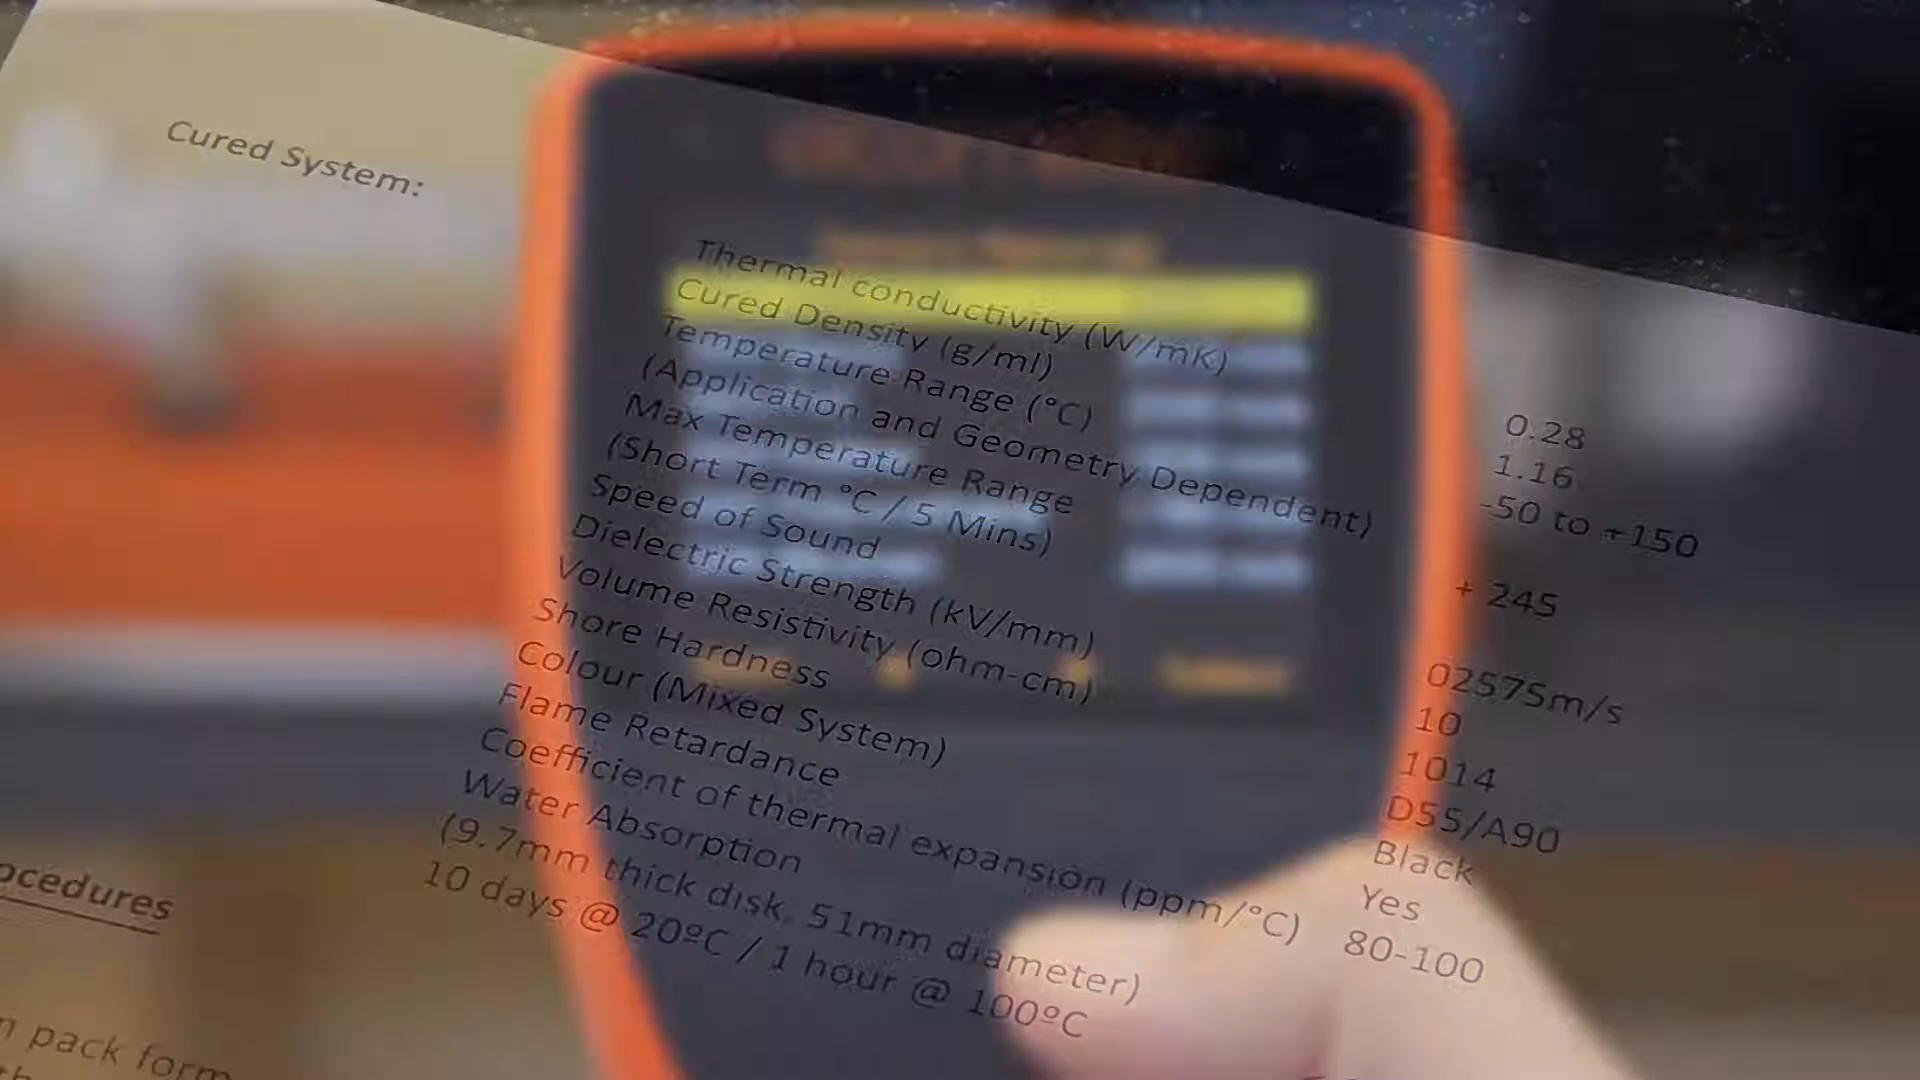 Cured System:
Thermal conductivity (W/mK) 0.28
Cured Density (g/ml) 1.16
Temperature Range (°C) -50 to +150
(Application and Geometry Dependent)
Max Temperature Range + 245
(Short Term °C / 5 Mins)
Speed of Sound 02575m/s
Dielectric Strength (kV/mm) 10
Volume Resistivity (ohm-cm) 1014
Shore Hardness D55/A90
Colour (Mixed System) Black
Flame Retardance Yes
Coefficient of thermal expansion (ppm/°C) 80-100
Water Absorption
(9.7mm thick disk, 51mm diameter)
10 days @ 20ºC / 1 hour @ 100ºC
ocedures
n pack form